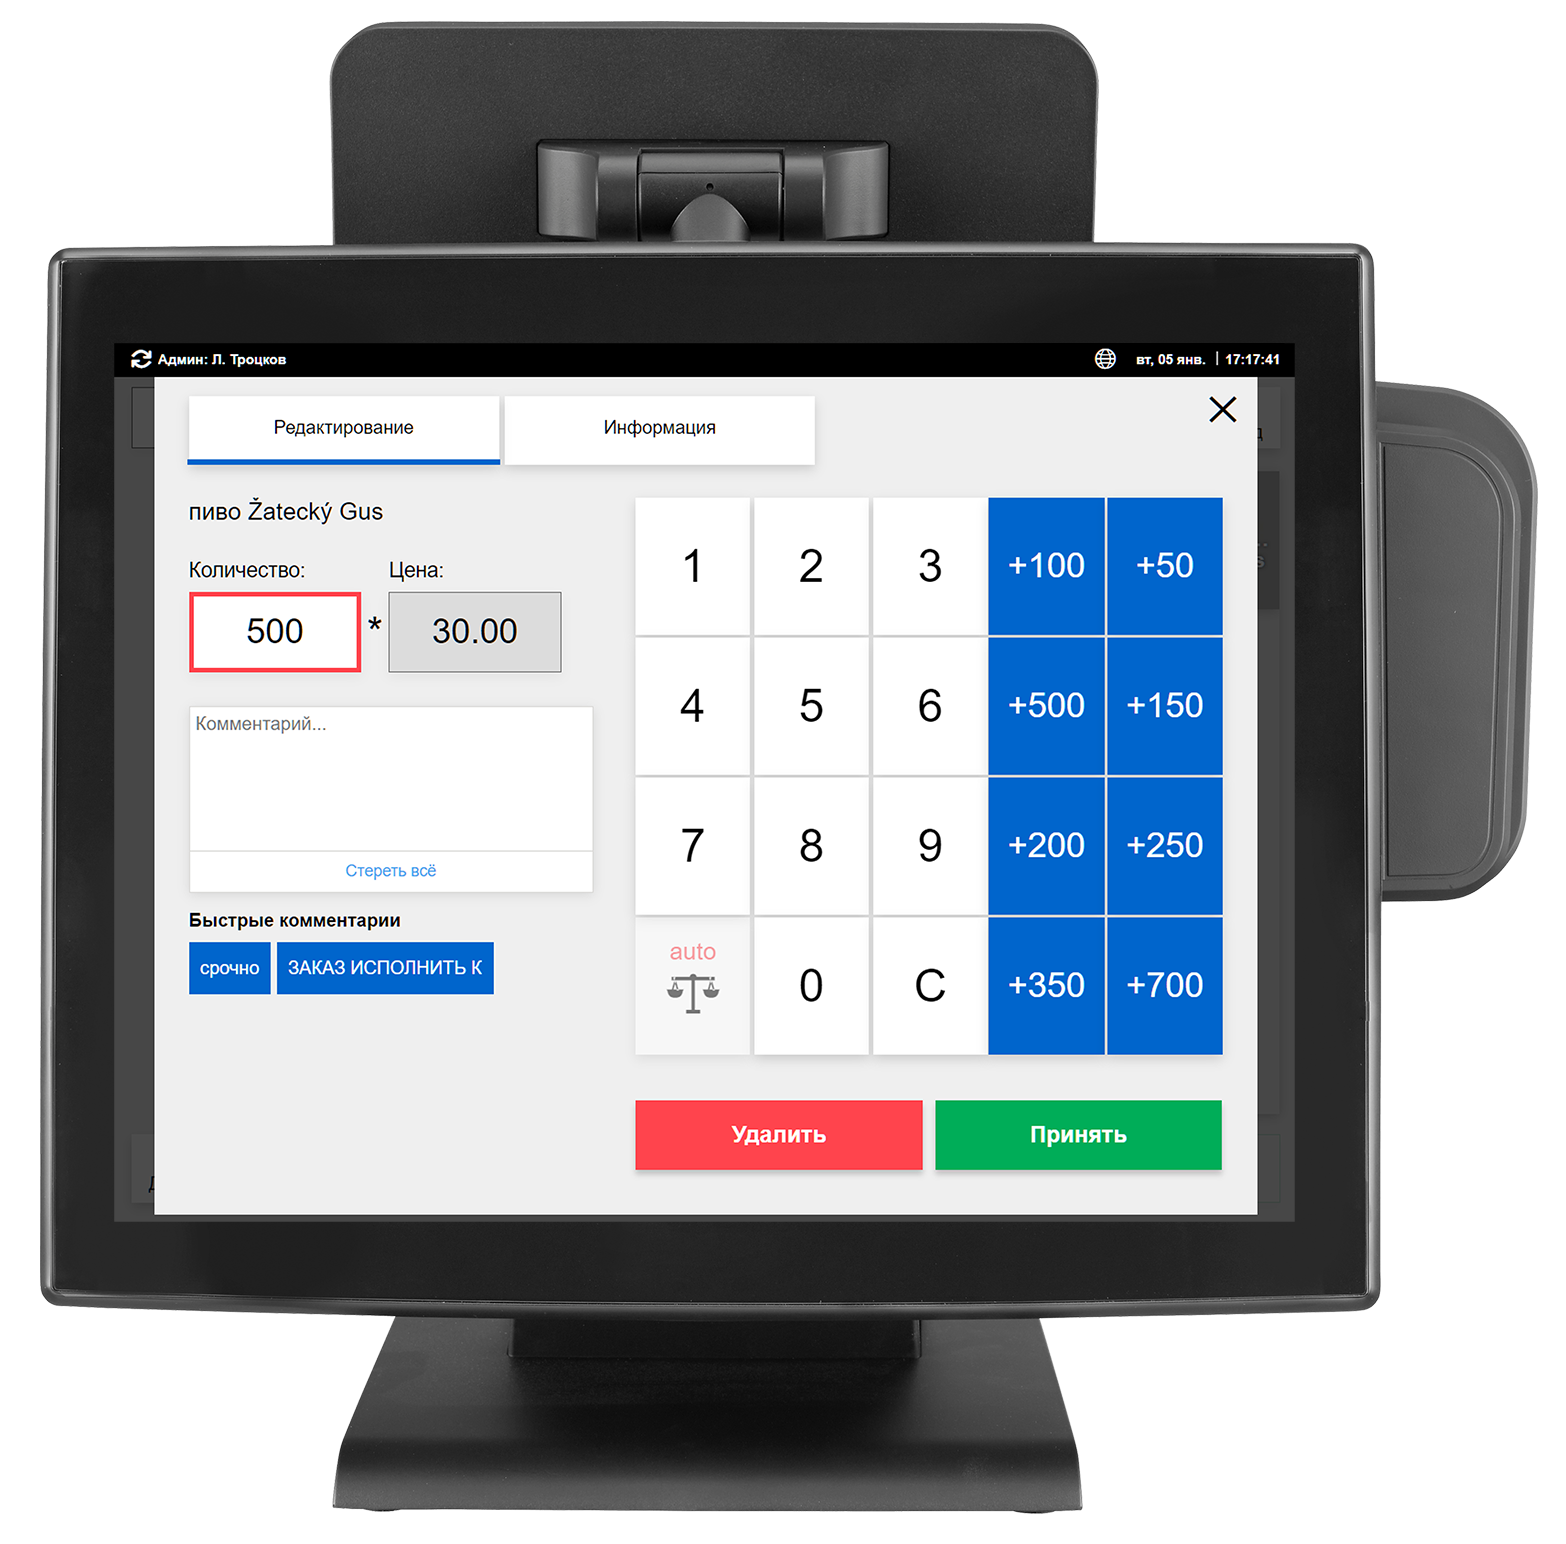 Админ: Л. Троцков
вт, 05 янв. | 17:17:41
Редактирование
Информация
пиво Žatecký Gus
Количество:
Цена:
500 * 30.00
Комментарий...
Стереть всё
Быстрые комментарии
срочно
ЗАКАЗ ИСПОЛНИТЬ К
1 2 3 +100 +50
4 5 6 +500 +150
7 8 9 +200 +250
auto
0 C +350 +700
Удалить
Принять